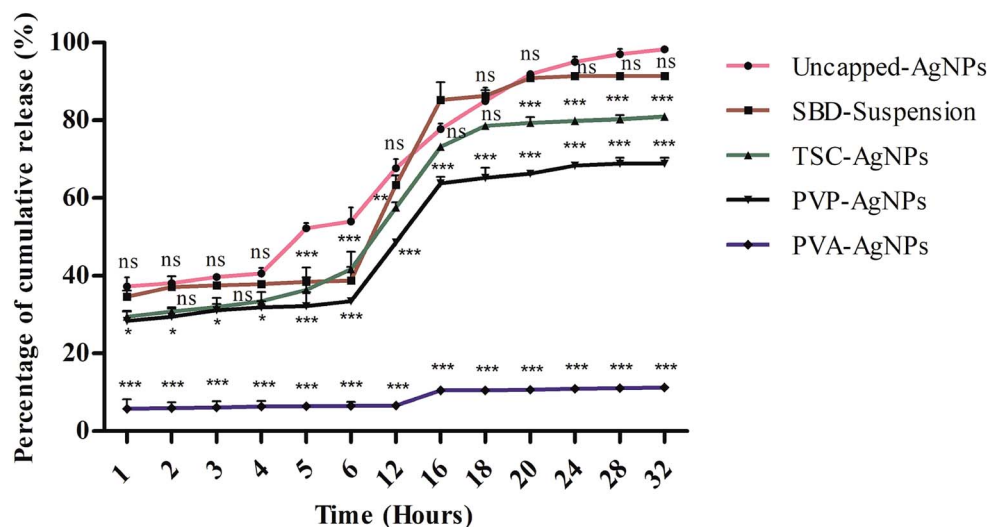 Percentage of cumulative release (%)
100
80
60
40
20
0
ns ns ns ns *** *** ns ns ns ns ns ns
ns ns *** *** *** ***
** *** *** *** *** *** ***
ns ns ***
* * * * *** ***
*** *** *** *** *** *** *** *** *** *** *** *** ***
1 2 3 4 5 6 12 16 18 20 24 28 32
Time (Hours)
Uncapped-AgNPs
SBD-Suspension
TSC-AgNPs
PVP-AgNPs
PVA-AgNPs